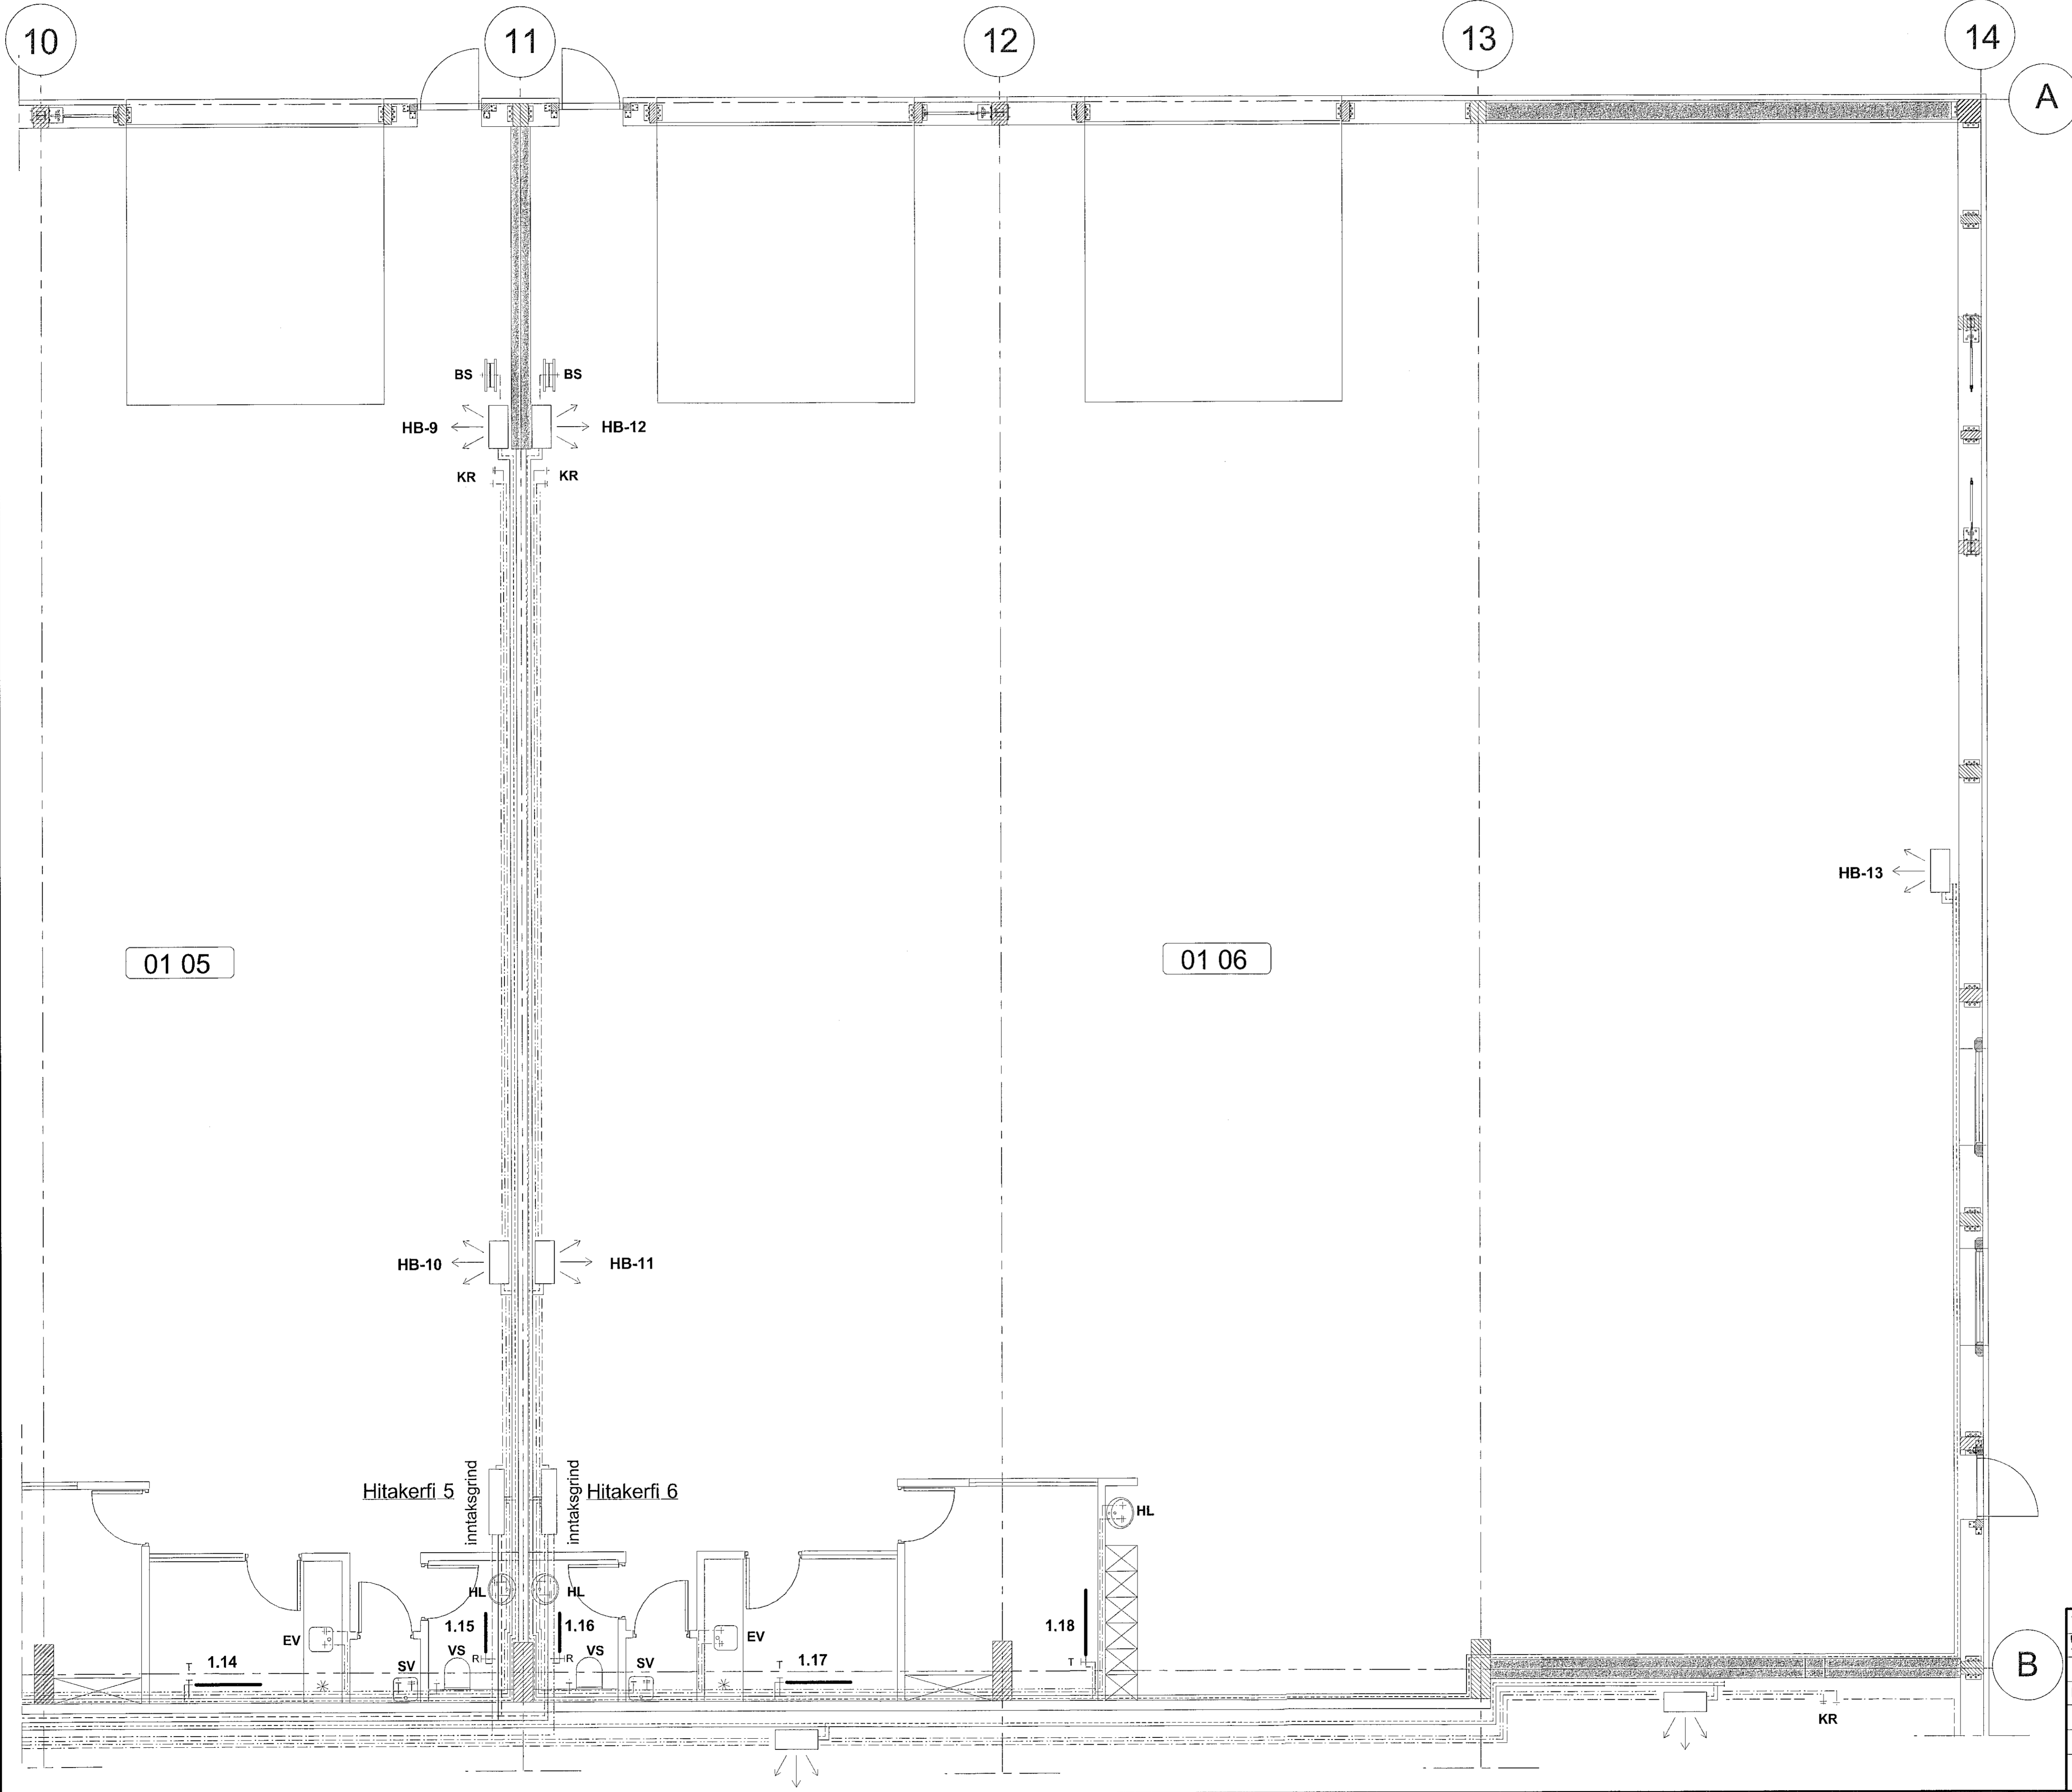 10 11 12 13 14
A
BS BS
HB-9 HB-12
KR KR
HB-13
01 05 01 06
HB-10 HB-11
Hitakerfi 5 inntaksgrind inntaksgrind Hitakerfi 6
HL
HL HL
1.15 1.16 1.18
EV EV
VS VS
R R
T 1.14 SV SV T 1.17 T
B
KR